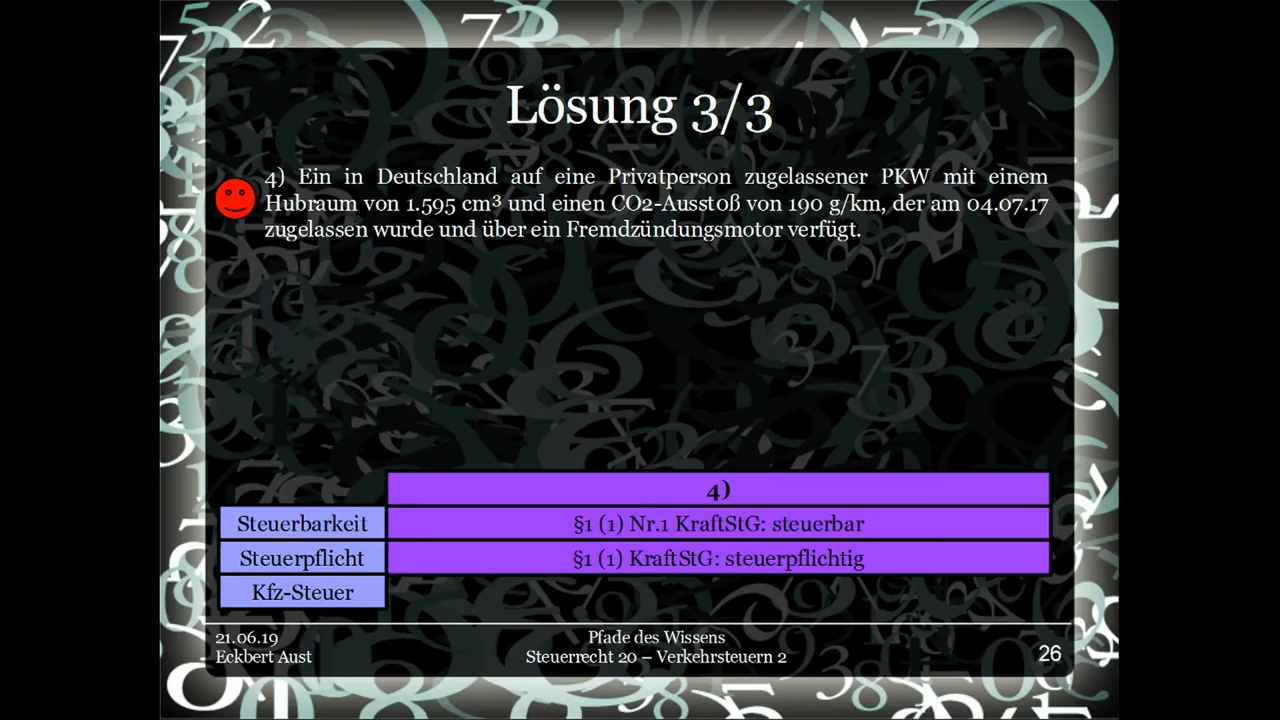 Lösung 3/3
4) Ein in Deutschland auf eine Privatperson zugelassener PKW mit einem
Hubraum von 1.595 cm³ und einen CO2-Ausstoß von 190 g/km, der am 04.07.17
zugelassen wurde und über ein Fremdzündungsmotor verfügt.
4)
Steuerbarkeit §1 (1) Nr.1 KraftStG: steuerbar
Steuerpflicht §1 (1) KraftStG: steuerpflichtig
Kfz-Steuer
21.06.19 Pfade des Wissens
Eckbert Aust Steuerrecht 20 – Verkehrsteuern 2 26